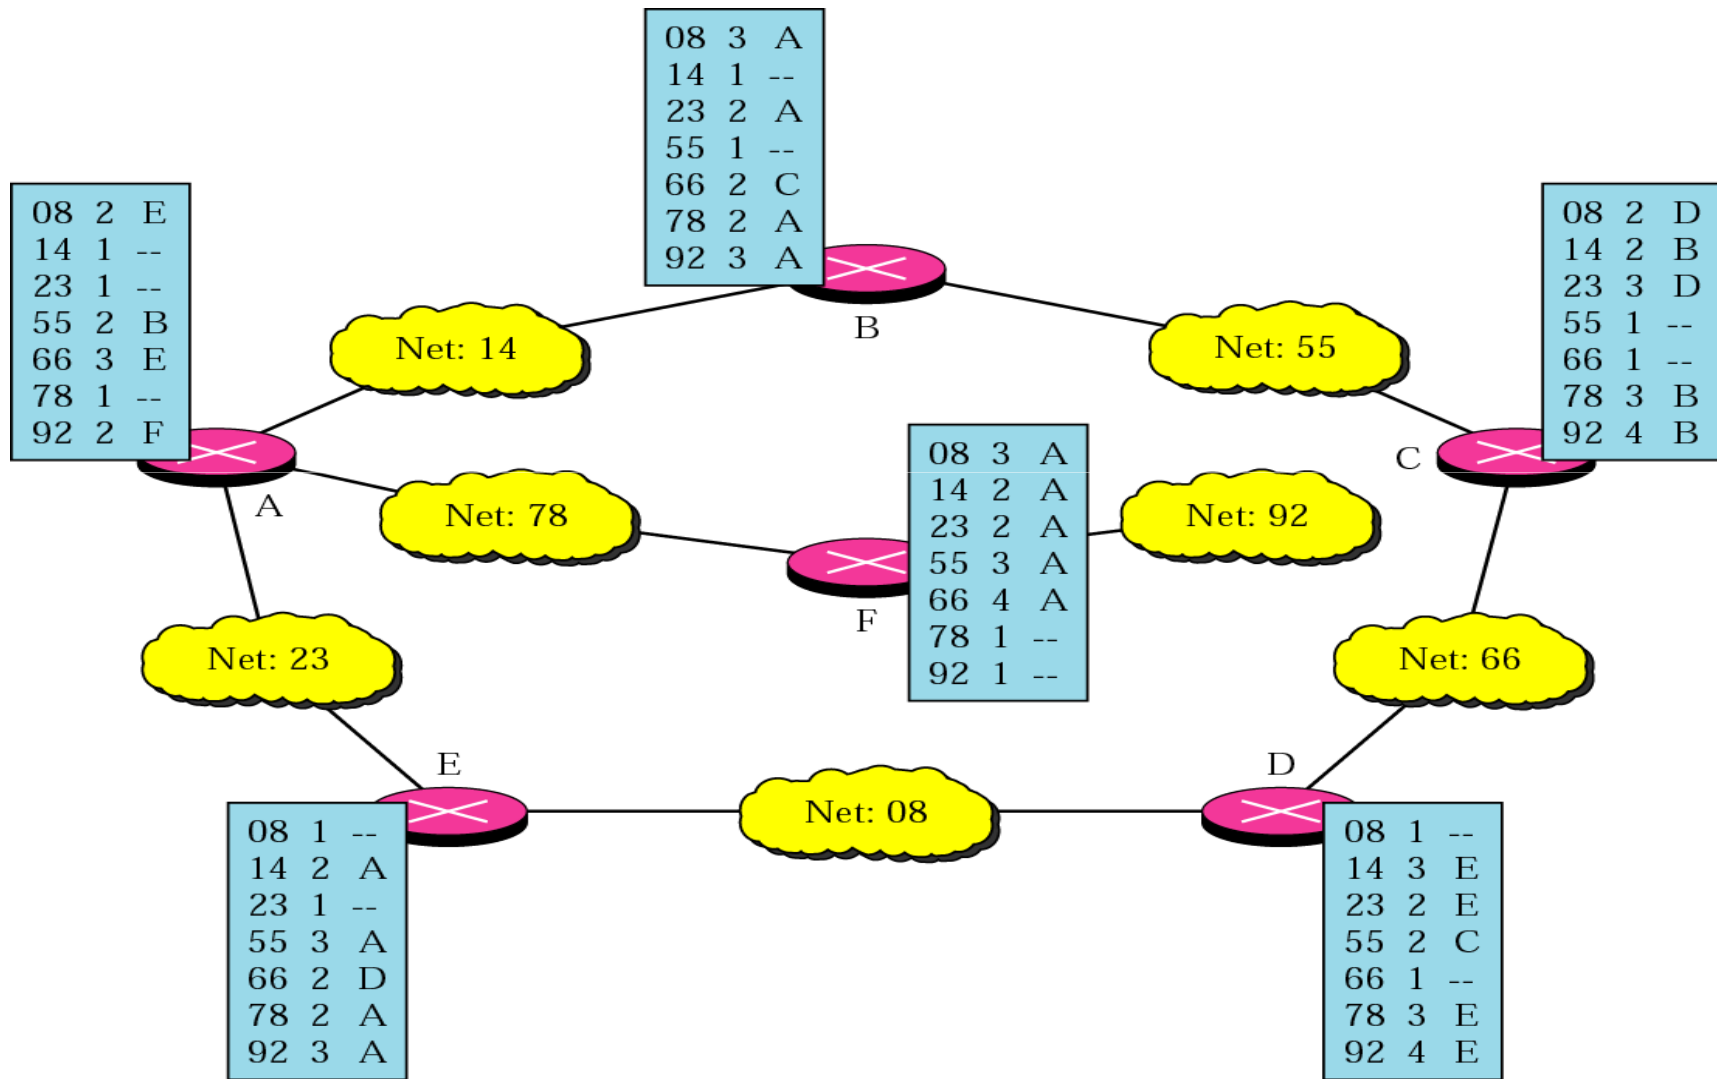 08 3 A
14 1 --
23 2 A
55 1 --
66 2 C
78 2 A
92 3 A
B
08 2 E
14 1 --
23 1 --
55 2 B
66 3 E
78 1 --
92 2 F
A
08 2 D
14 2 B
23 3 D
55 1 --
66 1 --
78 3 B
92 4 B
C
Net: 14
Net: 55
Net: 78
08 3 A
14 2 A
23 2 A
55 3 A
66 4 A
78 1 --
92 1 --
F
Net: 92
Net: 23
Net: 66
E
08 1 --
14 2 A
23 1 --
55 3 A
66 2 D
78 2 A
92 3 A
Net: 08
D
08 1 --
14 3 E
23 2 E
55 2 C
66 1 --
78 3 E
92 4 E